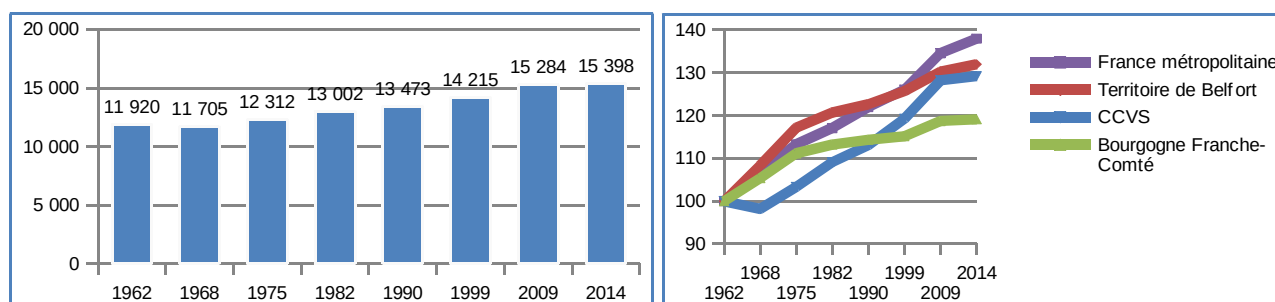 20 000
15 000
10 000
5 000
0
11 920
11 705
12 312
13 002
13 473
14 215
15 284
15 398
1962 1968 1975 1982 1990 1999 2009 2014
140
130
120
110
100
90
1968 1982 1999 2014
1962 1975 1990 2009
France métropolitaine
Territoire de Belfort
CCVS
Bourgogne Franche-
Comté